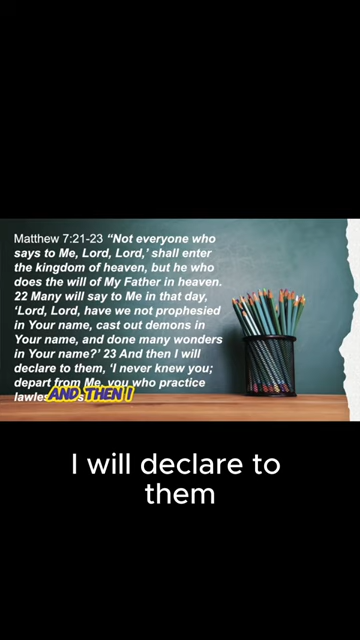 Matthew 7:21-23 “Not everyone who
says to Me, ‘Lord, Lord,’ shall enter
the kingdom of heaven, but he who
does the will of My Father in heaven.
22 Many will say to Me in that day,
‘Lord, Lord, have we not prophesied
in Your name, cast out demons in
Your name, and done many wonders
in Your name?’ 23 And then I will
declare to them, ‘I never knew you;
depart from Me, you who practice
AND THEN I
I will declare to
them